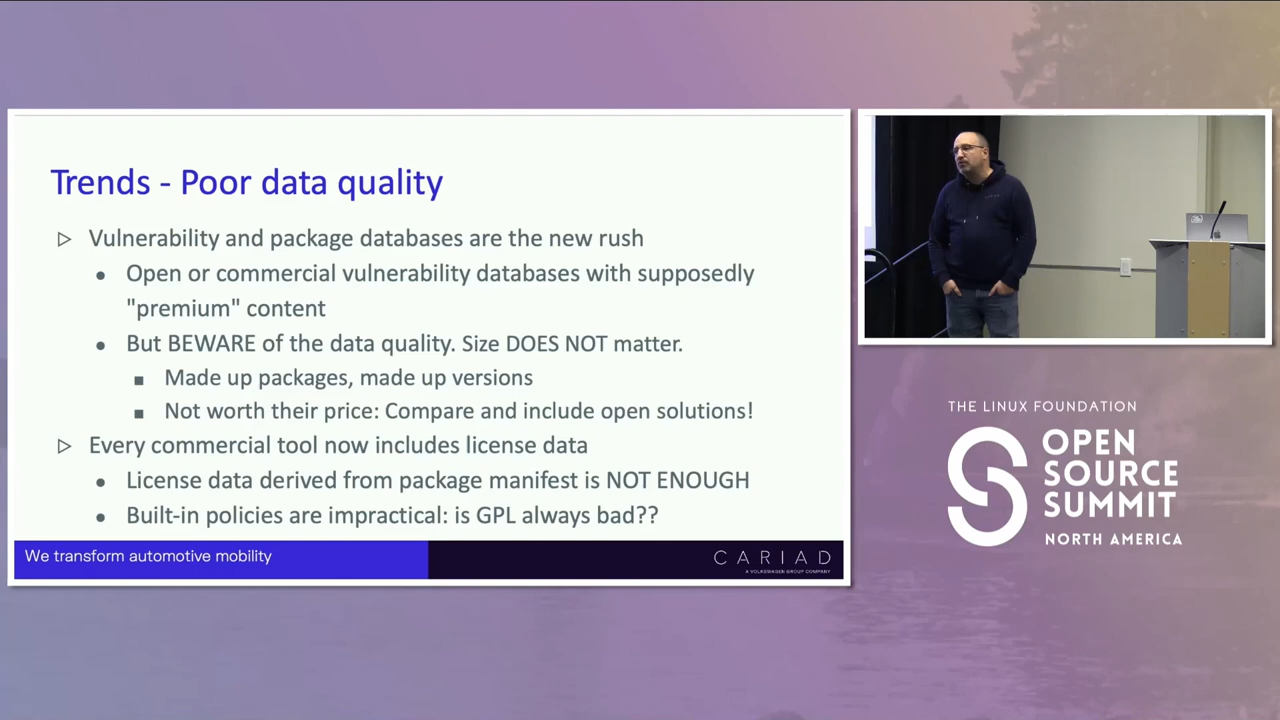 Trends - Poor data quality
Vulnerability and package databases are the new rush
Open or commercial vulnerability databases with supposedly
"premium" content
But BEWARE of the data quality. Size DOES NOT matter.
Made up packages, made up versions
Not worth their price: Compare and include open solutions!
Every commercial tool now includes license data
License data derived from package manifest is NOT ENOUGH
Built-in policies are impractical: is GPL always bad??
We transform automotive mobility
CARIAD
A VOLKSWAGEN GROUP COMPANY
THE LINUX FOUNDATION
OPEN
SOURCE
SUMMIT
NORTH AMERICA